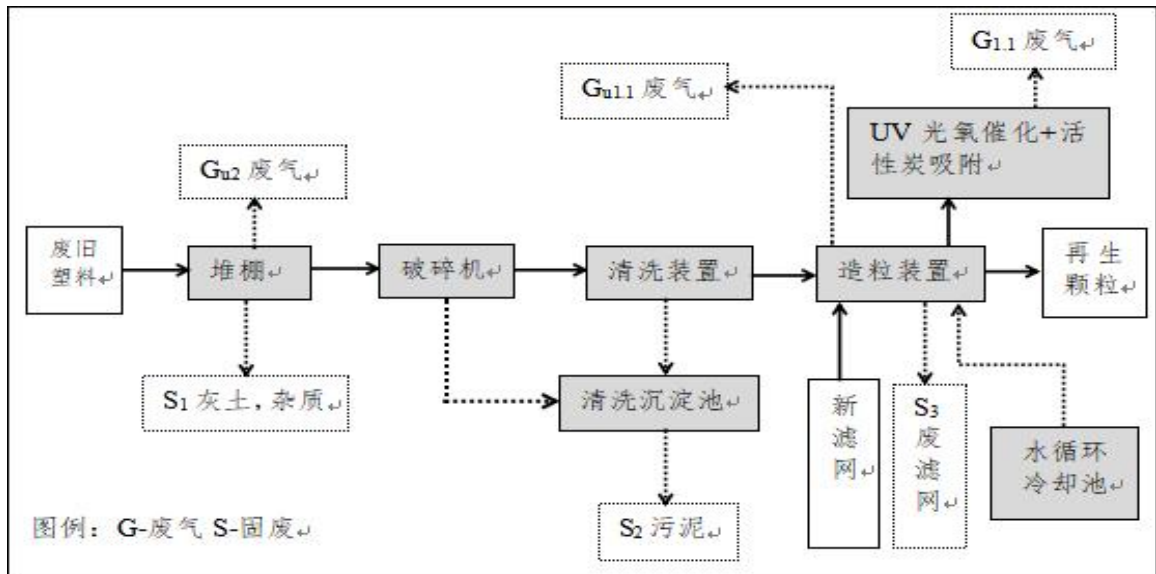 G1.1 废气↵
Gu1.1 废气↵
UV 光氧催化+活
性炭吸附↵
Gu2 废气↵
废旧
塑料↵
堆棚↵
破碎机↵
清洗装置↵
造粒装置↵
再生
颗粒↵
S1 灰土,杂质↵
清洗沉淀池↵
新
滤
网↵
S3
废
滤
网↵
水循环
冷却池↵
S2 污泥↵
图例：G-废气 S-固废↵